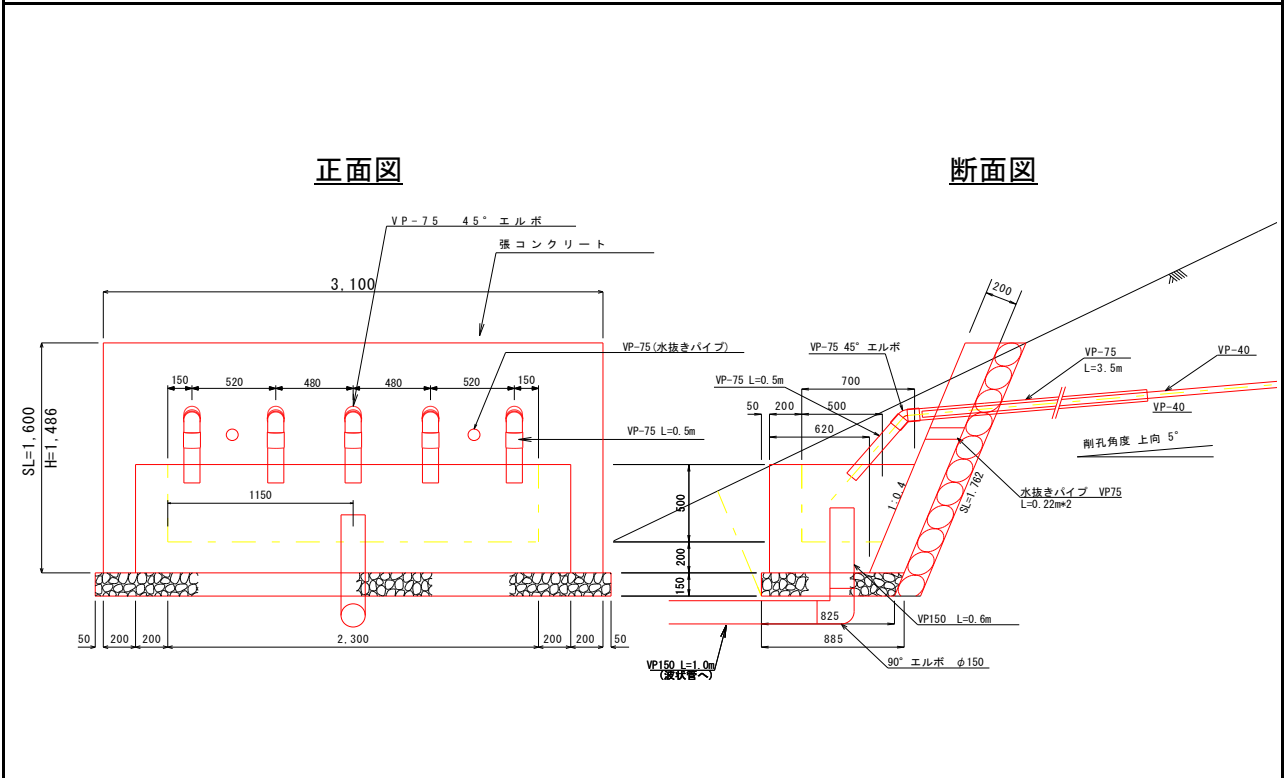 正面図
VP-75 45° エルボ
張コンクリート
3,100
VP-75(水抜きパイプ)
150
520
480
480
520
150
SL=1,600
H=1,486
VP-75 L=0.5m
1150
50
200
200
2,300
200
200
50
断面図
200
VP-75 45° エルボ
VP-75
L=3.5m
VP-40
VP-75 L=0.5m
700
50
200
500
VP-40
620
削孔角度 上向 5°
水抜きパイプ VP75
L=0.22m*2
1:0.4
SL=1.762
500
200
150
825
VP150 L=0.6m
885
90° エルボ φ150
VP150 L=1.0m
(波状管へ)